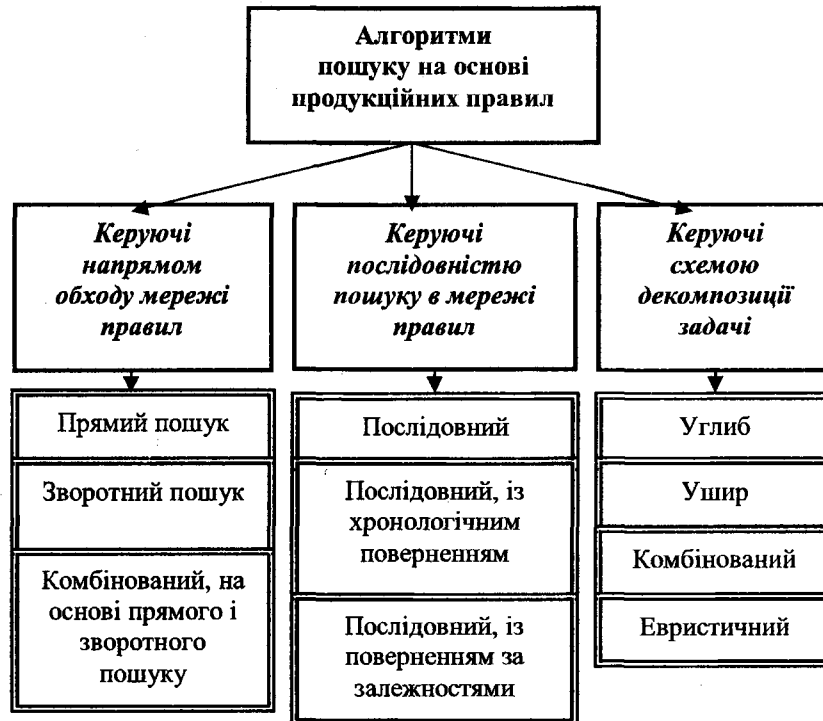 Алгоритми
пошуку на основі
продукційних правил
Керуючі
напрямом
обходу мережі
правил
Керуючі
послідовністю
пошуку в мережі
правил
Керуючі
схемою
декомпозиції
задачі
Прямий пошук
Зворотний пошук
Комбінований, на
основі прямого і
зворотного
пошуку
Послідовний
Послідовний, із
хронологічним
поверненням
Послідовний, із
поверненням за
залежностями
Углиб
Ушир
Комбінований
Евристичний